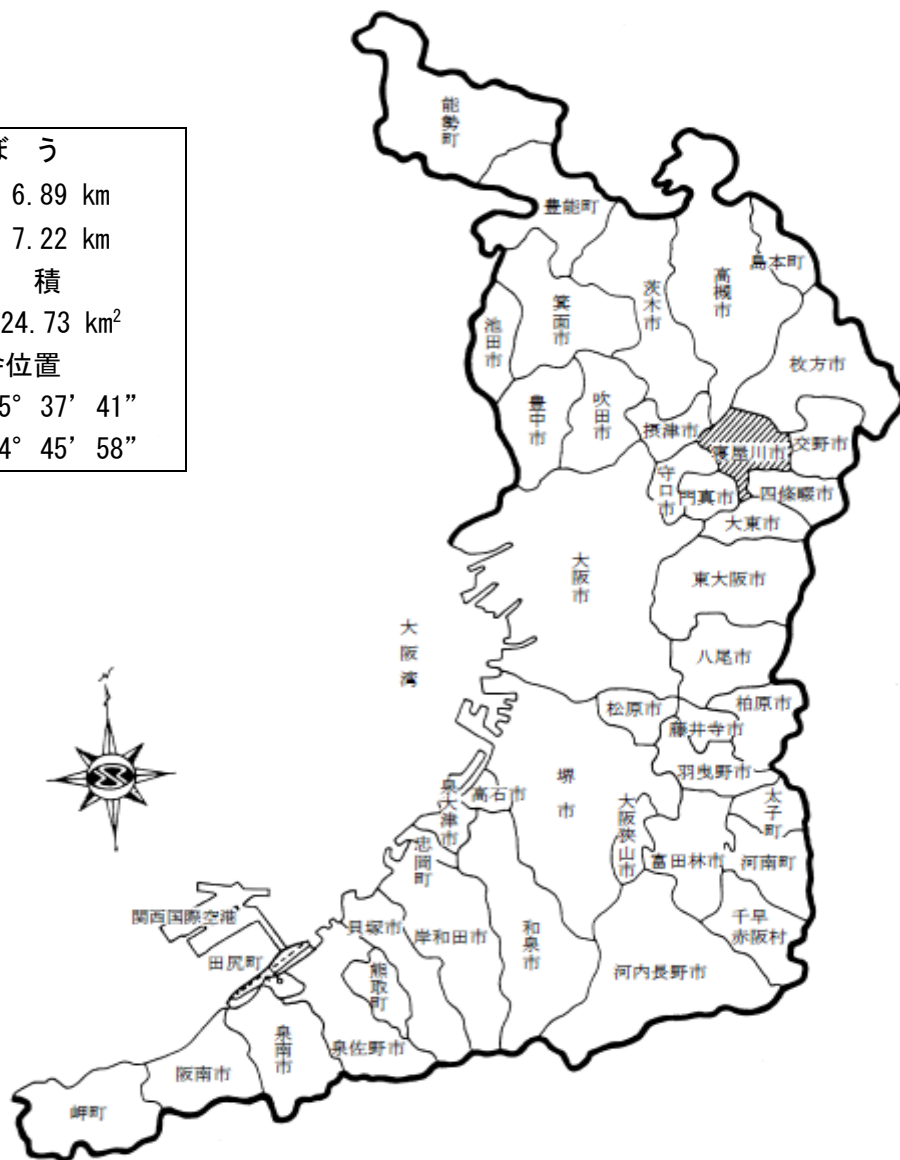 ぼう
6.89 km
7.22 km
積
24.73 km²
位置
5° 37’ 41”
4° 45’ 58”
能勢町
豊能町
島本町
高槻市
茨木市
箕面市
池田市
枚方市
豊中市
吹田市
摂津市
寝屋川市
交野市
守口市
門真市
四條畷市
大東市
大阪市
東大阪市
大阪湾
八尾市
柏原市
松原市
藤井寺市
羽曳野市
堺市
高石市
泉大津市
太子町
大阪狭山市
忠岡町
富田林市
河南町
千早
赤阪村
関西国際空港
貝塚市
岸和田市
和泉市
田尻町
熊取町
河内長野市
泉南市
泉佐野市
阪南市
岬町